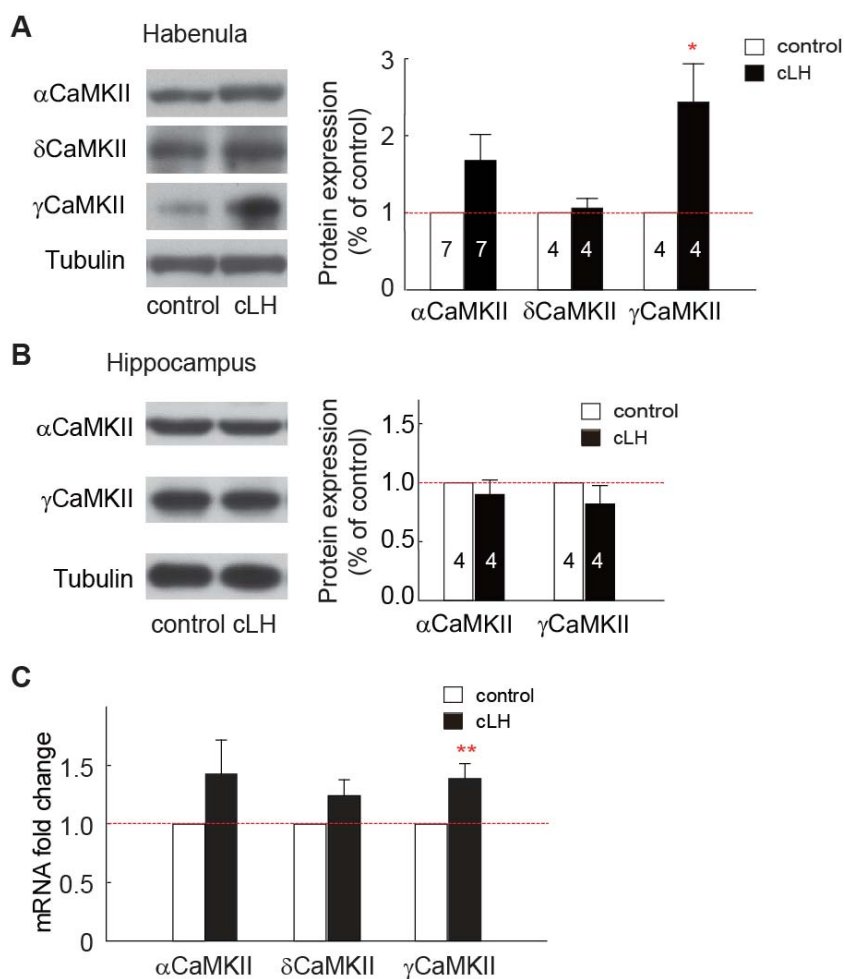 A
Habenula
αCaMKII
δCaMKII
γCaMKII
Tubulin
control cLH
Protein expression
(% of control)
3
2
1
0
*
control
cLH
7 7 4 4 4 4
αCaMKII δCaMKII γCaMKII
B
Hippocampus
αCaMKII
γCaMKII
Tubulin
control cLH
Protein expression
(% of control)
1.5
1.0
0.5
0.0
control
cLH
4 4 4 4
αCaMKII γCaMKII
C
mRNA fold change
1.5
1.0
0.5
0
control
cLH
**
αCaMKII δCaMKII γCaMKII